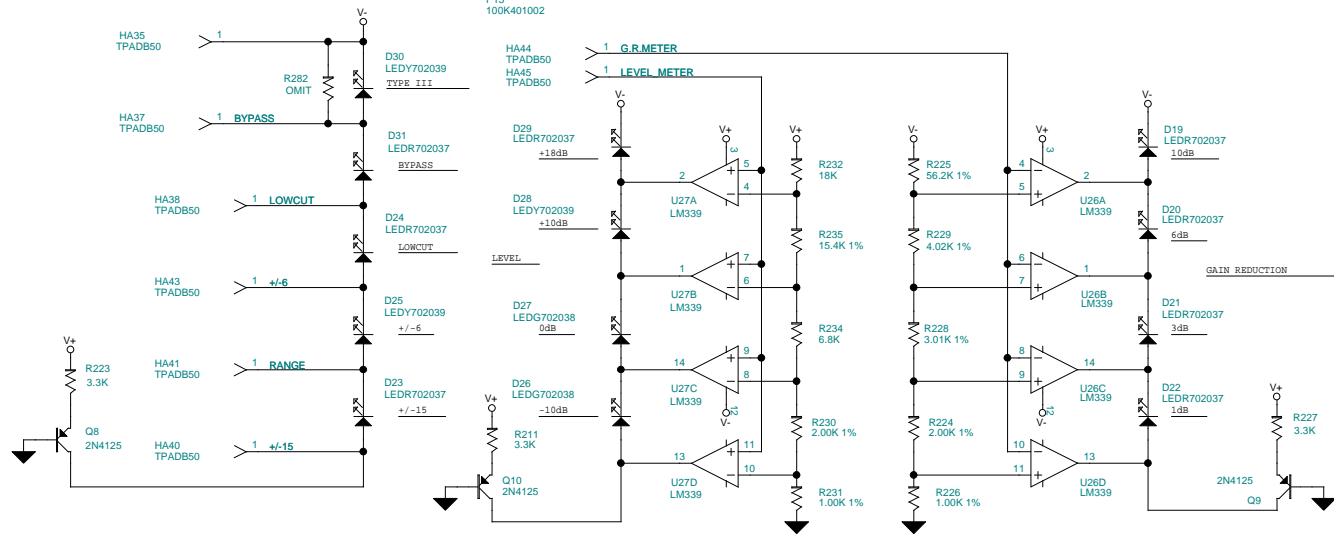 100K401002
V-
HA35
TPADB50
1
R282
OMIT
D30
LEDY702039
TYPE III
HA37
TPADB50
1
BYPASS
D31
LEDR702037
BYPASS
HA38
TPADB50
1
LOWCUT
D24
LEDR702037
LOWCUT
HA43
TPADB50
1
+/-6
D25
LEDY702039
+/-6
V+
R223
3.3K
HA41
TPADB50
1
RANGE
D23
LEDR702037
+/-15
Q8
2N4125
HA40
TPADB50
1
+/-15
HA44
TPADB50
1
G.R.METER
HA45
TPADB50
1
LEVEL_METER
V-
D29
LEDR702037
+18dB
D28
LEDY702039
+10dB
LEVEL
D27
LEDG702038
0dB
D26
LEDG702038
-10dB
V+
R211
3.3K
Q10
2N4125
V+
3
5
4
2
U27A
LM339
7
6
1
U27B
LM339
9
8
14
U27C
LM339
12
V-
11
10
13
U27D
LM339
V+
R232
18K
R235
15.4K 1%
R234
6.8K
R230
2.00K 1%
R231
1.00K 1%
V-
R225
56.2K 1%
R229
4.02K 1%
R228
3.01K 1%
R224
2.00K 1%
R226
1.00K 1%
V+
3
4
5
2
U26A
LM339
6
7
1
U26B
LM339
8
9
14
U26C
LM339
12
V-
10
11
13
U26D
LM339
V-
D19
LEDR702037
10dB
D20
LEDR702037
6dB
GAIN REDUCTION
D21
LEDR702037
3dB
D22
LEDR702037
1dB
V+
R227
3.3K
2N4125
Q9